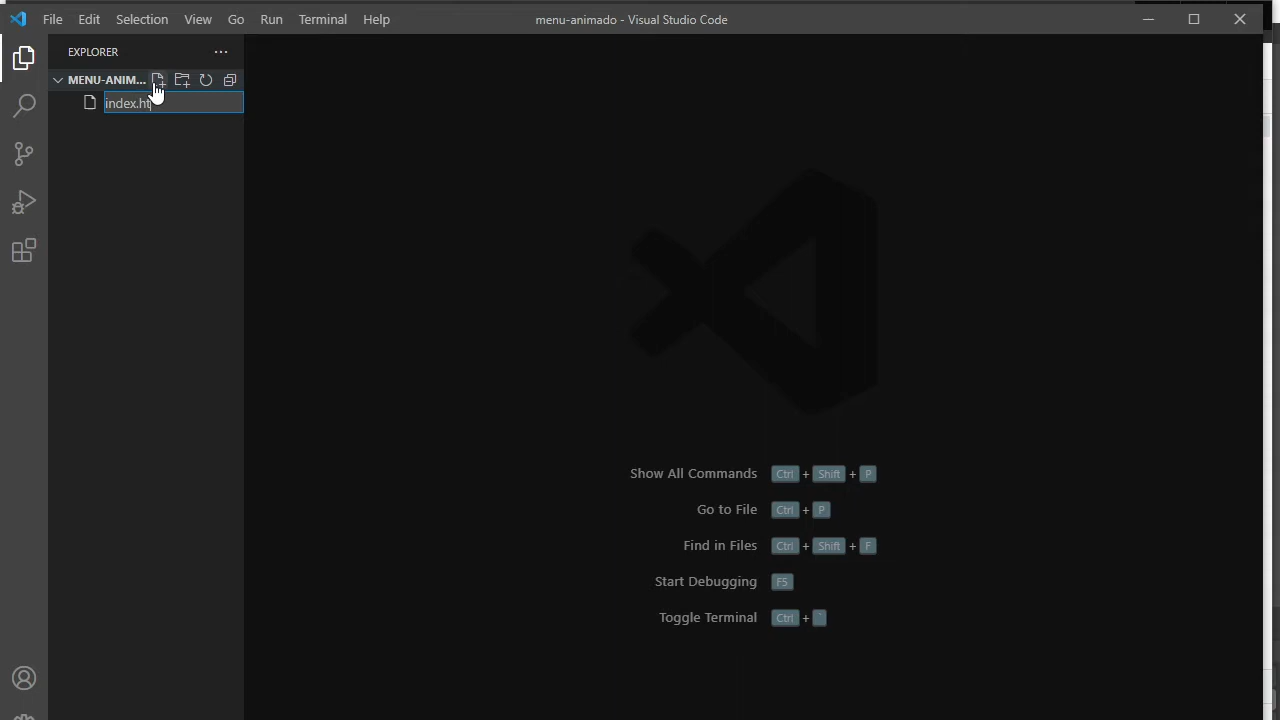 File Edit Selection View Go Run Terminal Help
menu-animado - Visual Studio Code
EXPLORER
MENU-ANIM...
index.ht
Show All Commands Ctrl + Shift + P
Go to File Ctrl + P
Find in Files Ctrl + Shift + F
Start Debugging F5
Toggle Terminal Ctrl + `